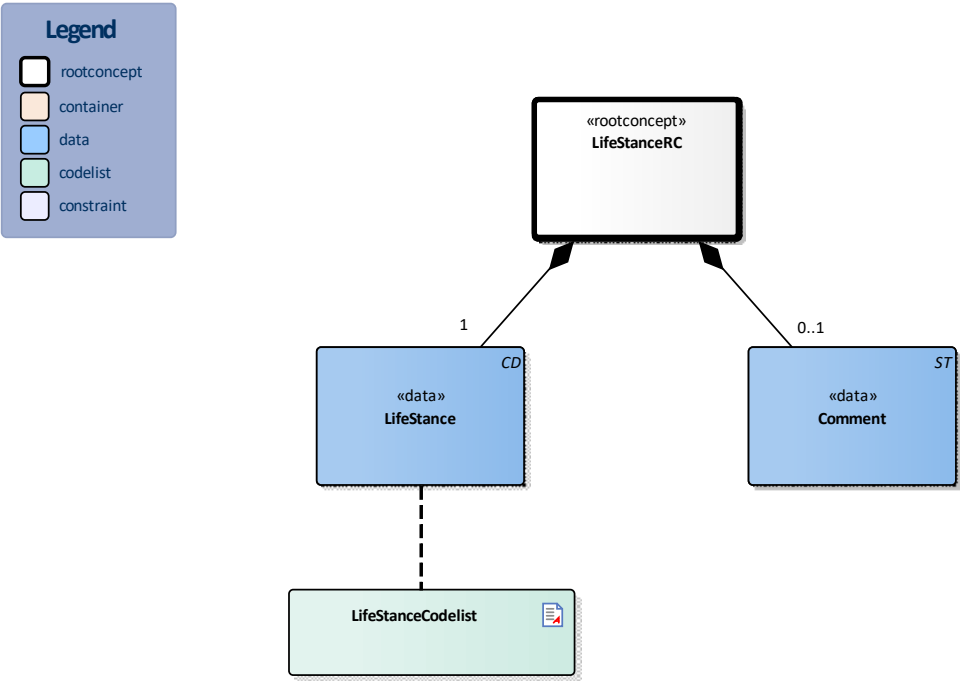 Legend
rootconcept
container
data
codelist
constraint
«rootconcept»
LifeStanceRC
1
0..1
CD
«data»
LifeStance
ST
«data»
Comment
LifeStanceCodelist